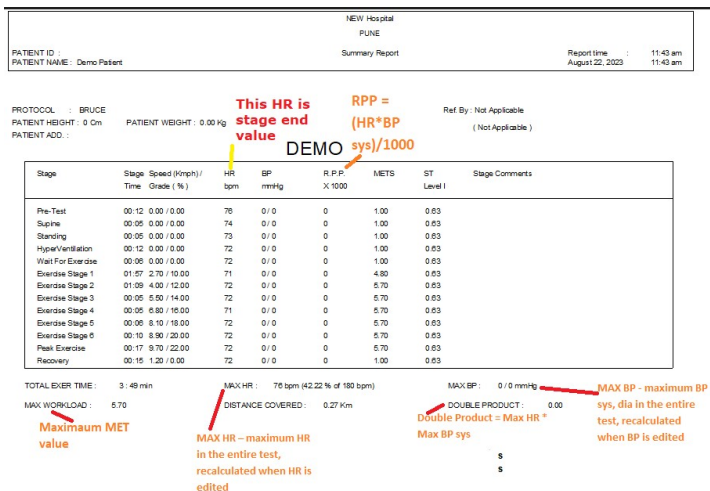 NEW Hospital
PUNE
PATIENT ID : Summary Report Report time : 11:43 am
PATIENT NAME : Demo Patient August 22, 2023 11:43 am
This HR is stage end value
RPP = (HR*BP sys)/1000
PROTOCOL : BRUCE Ref. By : Not Applicable
PATIENT HEIGHT : 0 Cm PATIENT WEIGHT : 0.00 Kg ( Not Applicable )
PATIENT ADD. :
DEMO
Stage Stage Speed (Kmph) / HR BP R.P.P. METS ST Stage Comments
Time Grade ( % ) bpm mmHg X 1000 Level I
Pre-Test 00:12 0.00 / 0.00 76 0/ 0 0 1.00 0.63
Supine 00:05 0.00 / 0.00 74 0/ 0 0 1.00 0.63
Standing 00:05 0.00 / 0.00 73 0/ 0 0 1.00 0.63
HyperVentilation 00:12 0.00 / 0.00 72 0/ 0 0 1.00 0.63
Wait For Exercise 00:06 0.00 / 0.00 72 0/ 0 0 1.00 0.63
Exercise Stage 1 01:57 2.70 / 10.00 71 0/ 0 0 4.80 0.63
Exercise Stage 2 01:09 4.00 / 12.00 72 0/ 0 0 5.70 0.63
Exercise Stage 3 00:05 5.50 / 14.00 72 0/ 0 0 5.70 0.63
Exercise Stage 4 00:05 6.80 / 16.00 71 0/ 0 0 5.70 0.63
Exercise Stage 5 00:06 8.10 / 18.00 72 0/ 0 0 5.70 0.63
Exercise Stage 6 00:10 8.90 / 20.00 72 0/ 0 0 5.70 0.63
Peak Exercise 00:17 9.70 / 22.00 72 0/ 0 0 5.70 0.63
Recovery 00:15 1.20 / 0.00 72 0/ 0 0 1.00 0.63
TOTAL EXER TIME : 3 : 49 min MAX HR : 76 bpm (42.22 % of 180 bpm) MAX BP : 0 / 0 mmHg
MAX WORKLOAD : 5.70 DISTANCE COVERED : 0.27 Km DOUBLE PRODUCT : 0.00
Maximaum MET
value
MAX HR – maximum HR
in the entire test,
recalculated when HR is
edited
Double Product = Max HR *
Max BP sys
MAX BP - maximum BP
sys, dia in the entire
test, recalculated
when BP is edited
s
s